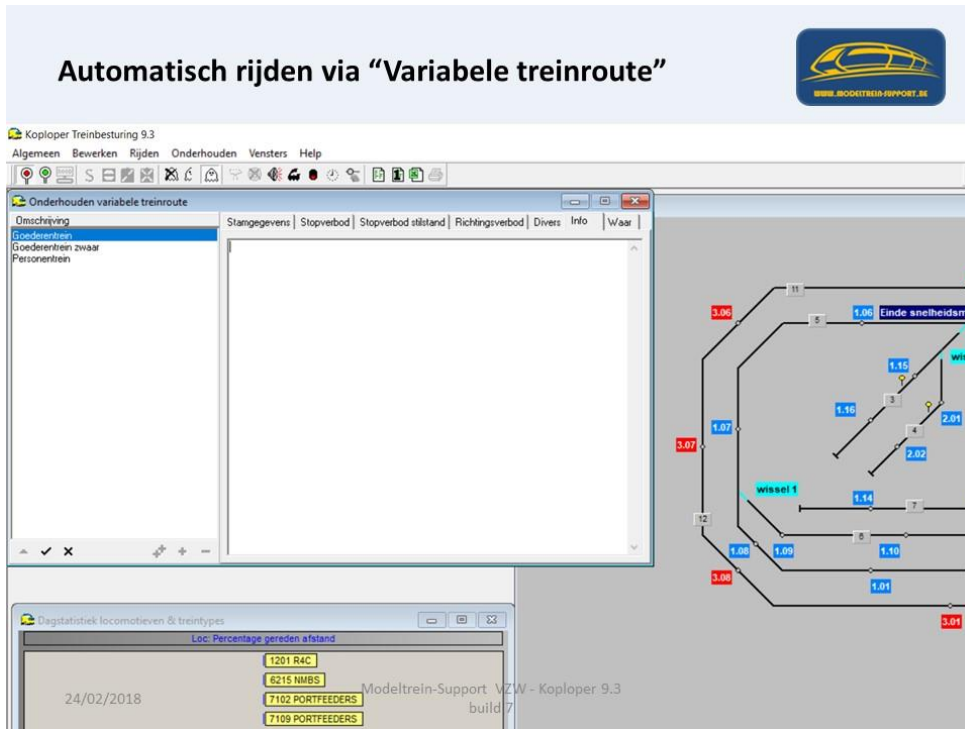 Automatisch rijden via “Variabele treinroute”
WWW.MODELTREIN-SUPPORT.BE
Koploper Treinbesturing 9.3
Algemeen Bewerken Rijden Onderhouden Vensters Help
Onderhouden variabele treinroute
Omschrijving
Goederentrein
Goederentrein zwaar
Personentrein
Stamgegevens Stopverbod Stopverbod stilstand Richtingsverbod Divers Info Waar
11
3.06
5
1.06 Einde snelheidsm
1.15
wis
3
1.16
2.01
4
1.07
2.02
3.07
wissel 1
1.14
7
12
6
1.08
1.09
1.10
3.08
1.01
3.01
Dagstatistiek locomotieven & treintypes
Loc: Percentage gereden afstand
1201 R4C
6215 NMBS
7102 PORTFEEDERS
7109 PORTFEEDERS
24/02/2018
Modeltrein-Support VZW - Koploper 9.3
build 7